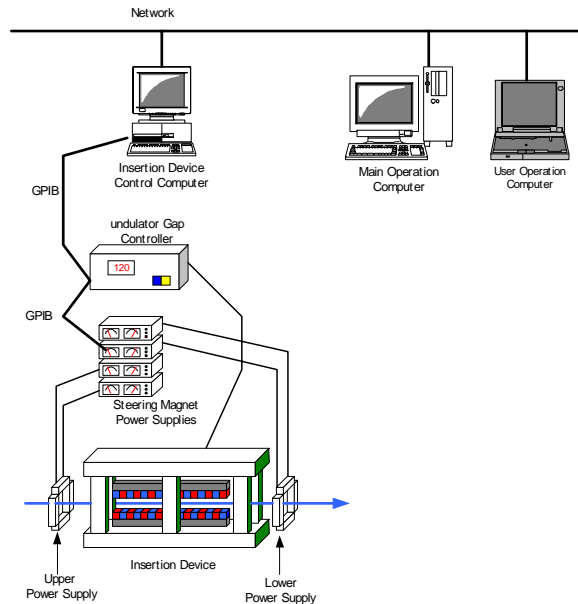 Network
Insertion Device
Control Computer
Main Operation
Computer
User Operation
Computer
GPIB
undulator Gap
Controller
120
GPIB
Steering Magnet
Power Supplies
Insertion Device
Upper
Power Supply
Lower
Power Supply